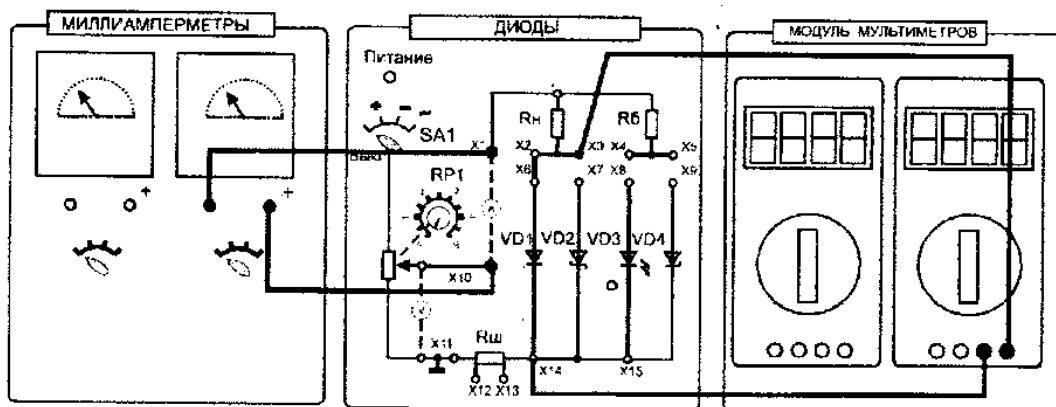 МИЛЛИАМПЕРМЕТРЫ
ДИОДЫ
МОДУЛЬ МУЛЬТИМЕТРОВ
Питание
+ − ~
SA1
X1
Rн
Rб
X2
X3
X4
X5
X6
X7
X8
X9
RP1
+
+
VD1
VD2
VD3
VD4
X10
X11
Rш
X12
X13
X14
X15